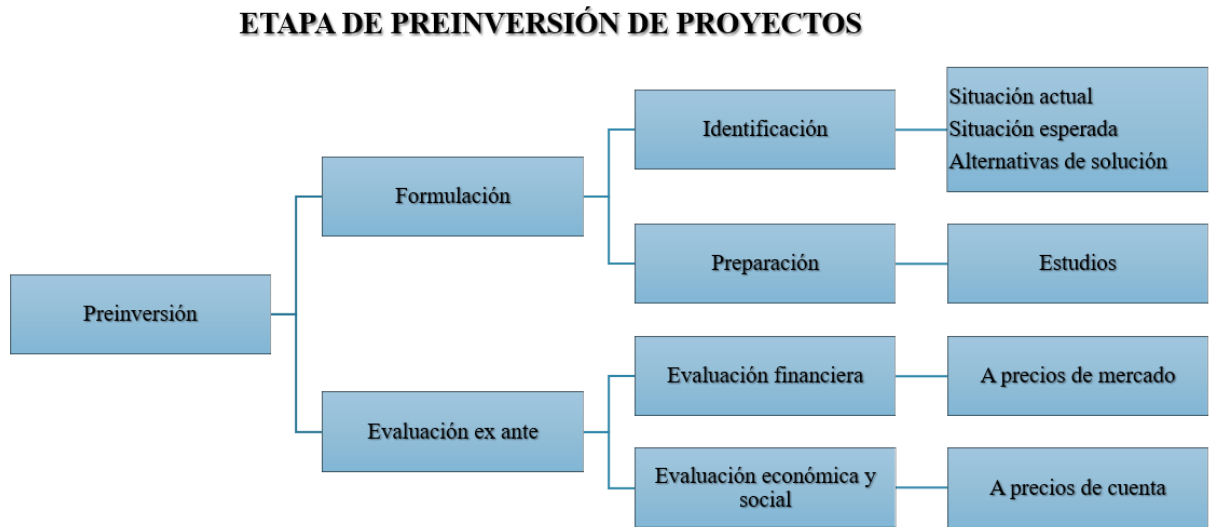 ETAPA DE PREINVERSIÓN DE PROYECTOS
Preinversión
Formulación
Identificación
Situación actual
Situación esperada
Alternativas de solución
Preparación
Estudios
Evaluación ex ante
Evaluación financiera
A precios de mercado
Evaluación económica y
social
A precios de cuenta